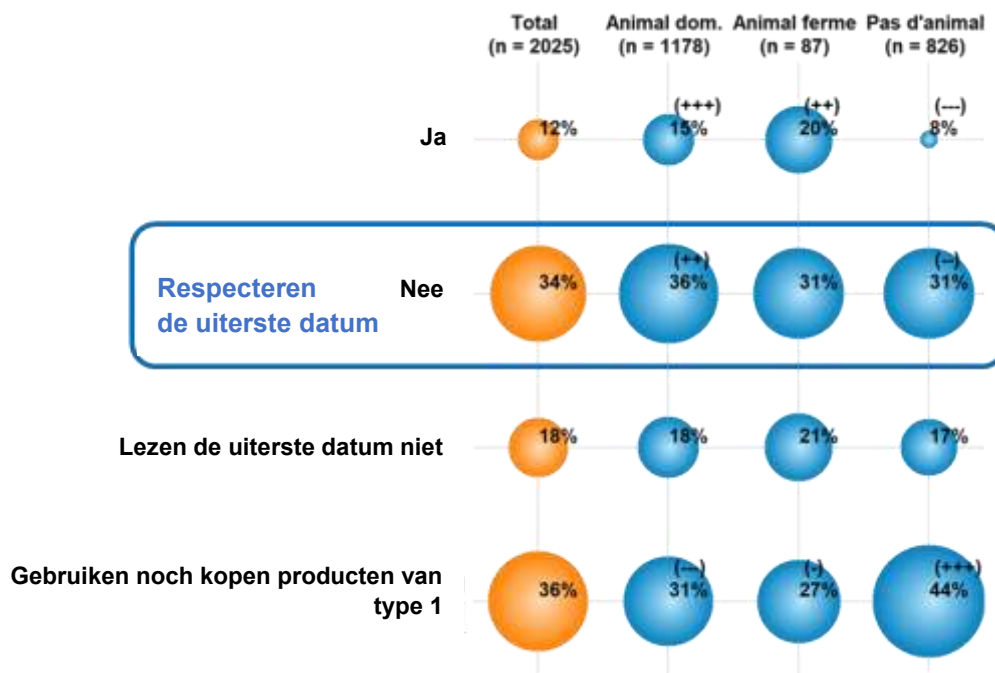 Total Animal dom. Animal ferme Pas d'animal
(n = 2025) (n = 1178) (n = 87) (n = 826)
(+++) (++) (---)
Ja 12% 15% 20% 8%
(++) (--)
Respecteren
de uiterste datum
Nee 34% 36% 31% 31%
Lezen de uiterste datum niet 18% 18% 21% 17%
(---) (-) (+++)
Gebruiken noch kopen producten van
type 1
36% 31% 27% 44%